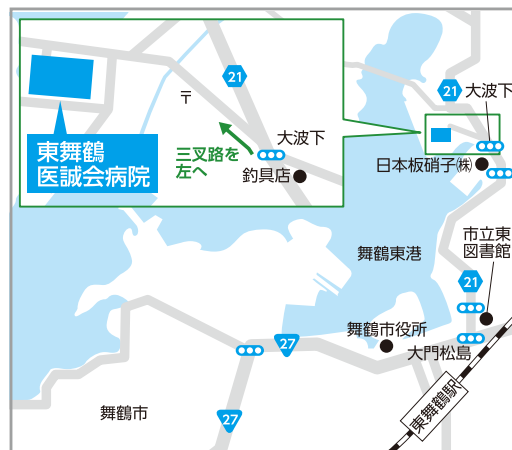 21
〒
大波下
東舞鶴
医誠会病院
三叉路を
左へ
釣具店
21
大波下
日本板硝子㈱
舞鶴東港
市立東
図書館
21
舞鶴市役所
27
大門松島
舞鶴市
27
東舞鶴駅